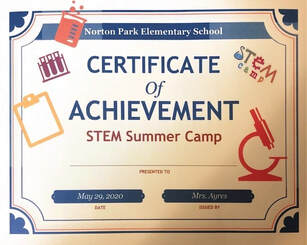 Norton Park Elementary School
STEM
camp
CERTIFICATE
Of
ACHIEVEMENT
STEM Summer Camp
PRESENTED TO
May 29, 2020
Mrs. Ayres
DATE
ISSUED BY